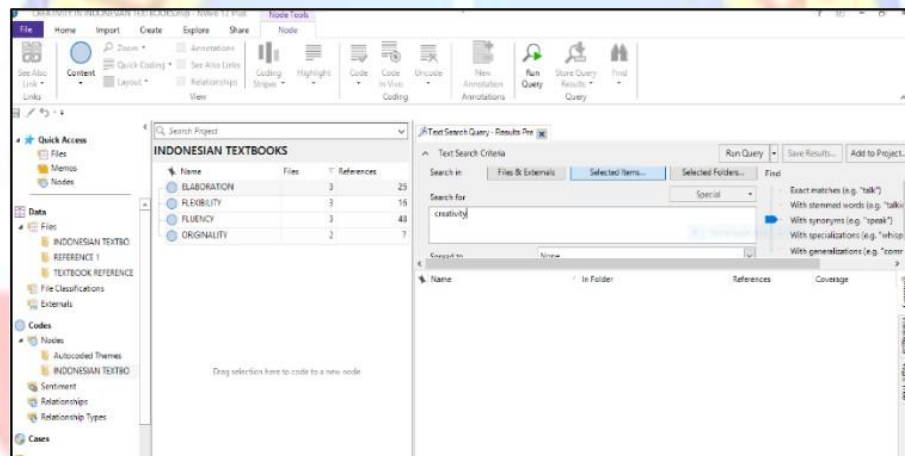 CREATIVITY IN INDONESIAN TEXTBOOKS.nvp - NVivo 12 Plus
Node Tools
File Home Import Create Explore Share Node
See Also Link
Links
Content
Zoom
Quick Coding
Layout
Annotations
See Also Links
Relationships
View
Coding Stripes
Highlight
Code
Code In Vivo
Uncode
Coding
New Annotation
Annotations
Run Query
Store Query Results
Find
Query
Quick Access
Files
Memos
Nodes
Data
Files
INDONESIAN TEXTBO
REFERENCE 1
TEXTBOOK REFERENCE
File Classifications
Externals
Codes
Nodes
Autocoded Themes
INDONESIAN TEXTBO
Sentiment
Relationships
Relationship Types
Cases
Search Project
INDONESIAN TEXTBOOKS
Name Files References
ELABORATION 3 25
FLEXIBILITY 3 16
FLUENCY 3 48
ORIGINALITY 2 7
Drag selection here to code to a new node
Text Search Query - Results Pre
Text Search Criteria
Run Query Save Results... Add to Project...
Search in Files & Externals Selected Items... Selected Folders... Find
Search for
Special
creativity
Exact matches (e.g. "talk")
With stemmed words (e.g. "talki
With synonyms (e.g. "speak")
With specializations (e.g. "whisp
With generalizations (e.g. "comr
Spread to None
Name In Folder References Coverage